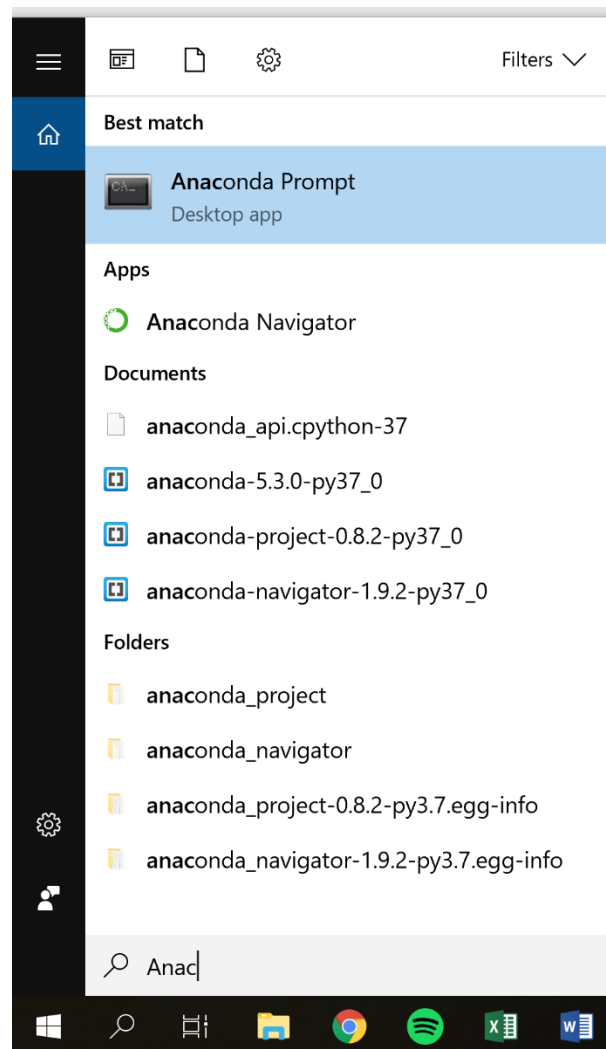 Filters
Best match
Anaconda Prompt
Desktop app
Apps
Anaconda Navigator
Documents
anaconda_api.cpython-37
anaconda-5.3.0-py37_0
anaconda-project-0.8.2-py37_0
anaconda-navigator-1.9.2-py37_0
Folders
anaconda_project
anaconda_navigator
anaconda_project-0.8.2-py3.7.egg-info
anaconda_navigator-1.9.2-py3.7.egg-info
Anac